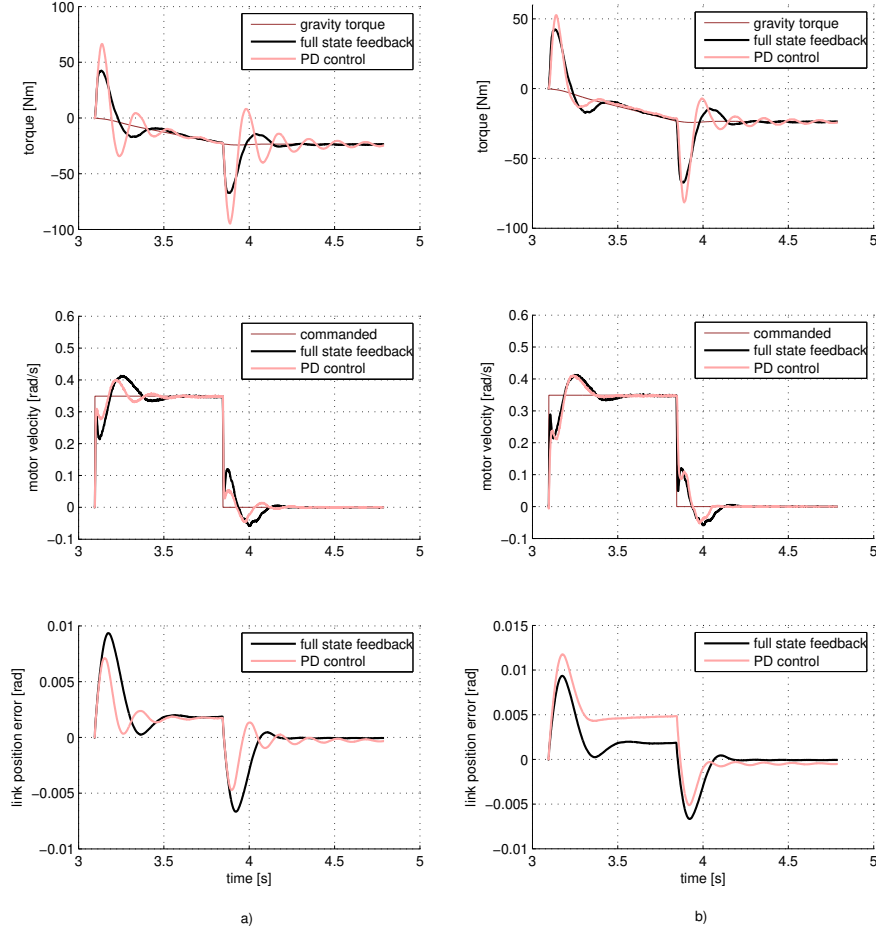 100
50
0
−50
−100
3
3.5
4
4.5
5
torque [Nm]
gravity torque
full state feedback
PD control
50
0
−50
−100
3
3.5
4
4.5
5
torque [Nm]
gravity torque
full state feedback
PD control
0.6
0.5
0.4
0.3
0.2
0.1
0
−0.1
3
3.5
4
4.5
5
motor velocity [rad/s]
commanded
full state feedback
PD control
0.6
0.5
0.4
0.3
0.2
0.1
0
−0.1
3
3.5
4
4.5
5
motor velocity [rad/s]
commanded
full state feedback
PD control
0.01
0.005
0
−0.005
−0.01
3
3.5
4
4.5
5
link position error [rad]
time [s]
full state feedback
PD control
0.015
0.01
0.005
0
−0.005
−0.01
3
3.5
4
4.5
5
link position error [rad]
time [s]
full state feedback
PD control
a)
b)